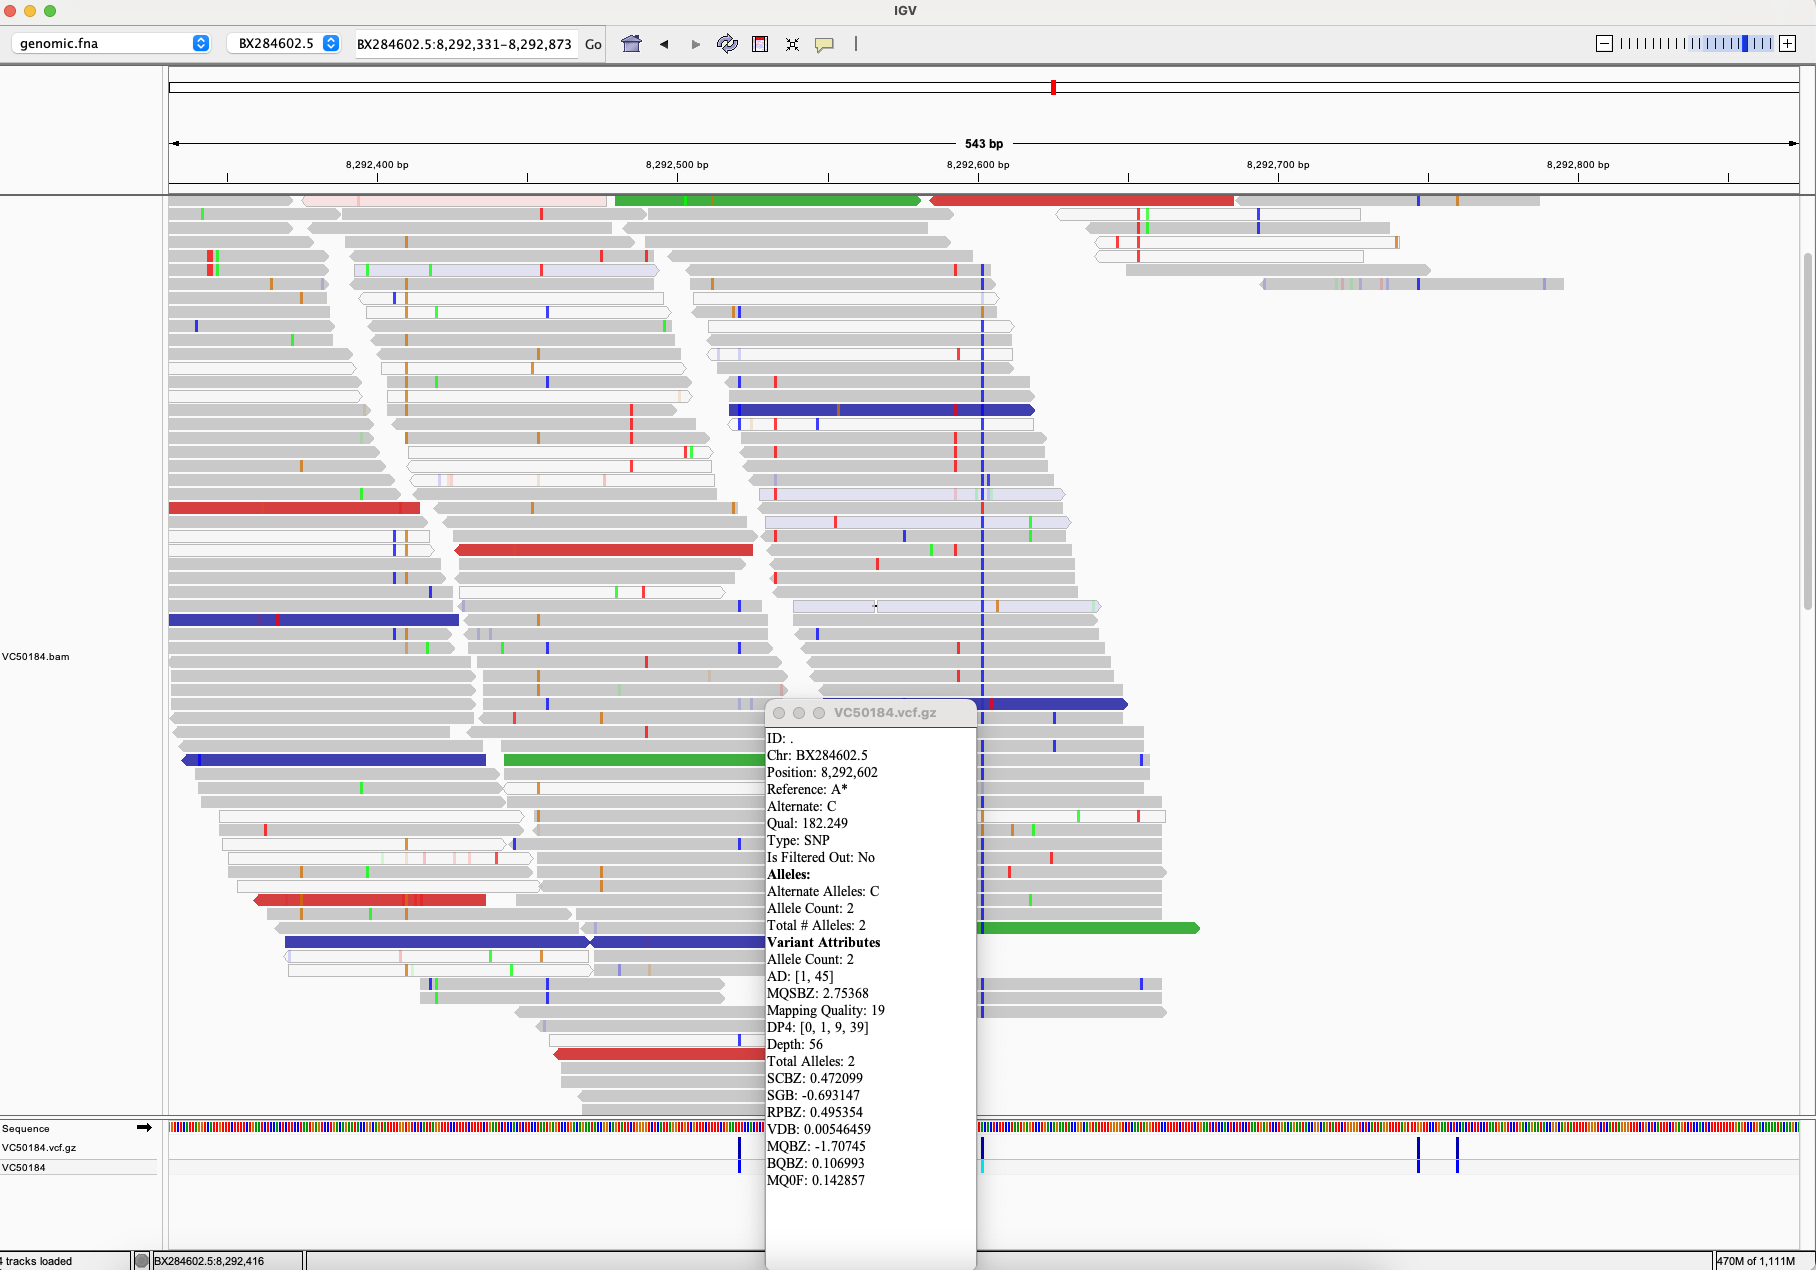 IGV
genomic.fna
BX284602.5
BX284602.5:8,292,331-8,292,873
Go
543 bp
8,292,400 bp
8,292,500 bp
8,292,600 bp
8,292,700 bp
8,292,800 bp
VC50184.bam
VC50184.vcf.gz
ID: .
Chr: BX284602.5
Position: 8,292,602
Reference: A*
Alternate: C
Qual: 182.249
Type: SNP
Is Filtered Out: No
Alleles:
Alternate Alleles: C
Allele Count: 2
Total # Alleles: 2
Variant Attributes
Allele Count: 2
AD: [1, 45]
MQSBZ: 2.75368
Mapping Quality: 19
DP4: [0, 1, 9, 39]
Depth: 56
Total Alleles: 2
SCBZ: 0.472099
SGB: -0.693147
RPBZ: 0.495354
VDB: 0.00546459
MQBZ: -1.70745
BQBZ: 0.106993
MQ0F: 0.142857
Sequence
VC50184.vcf.gz
VC50184
tracks loaded
BX284602.5:8,292,416
470M of 1,111M